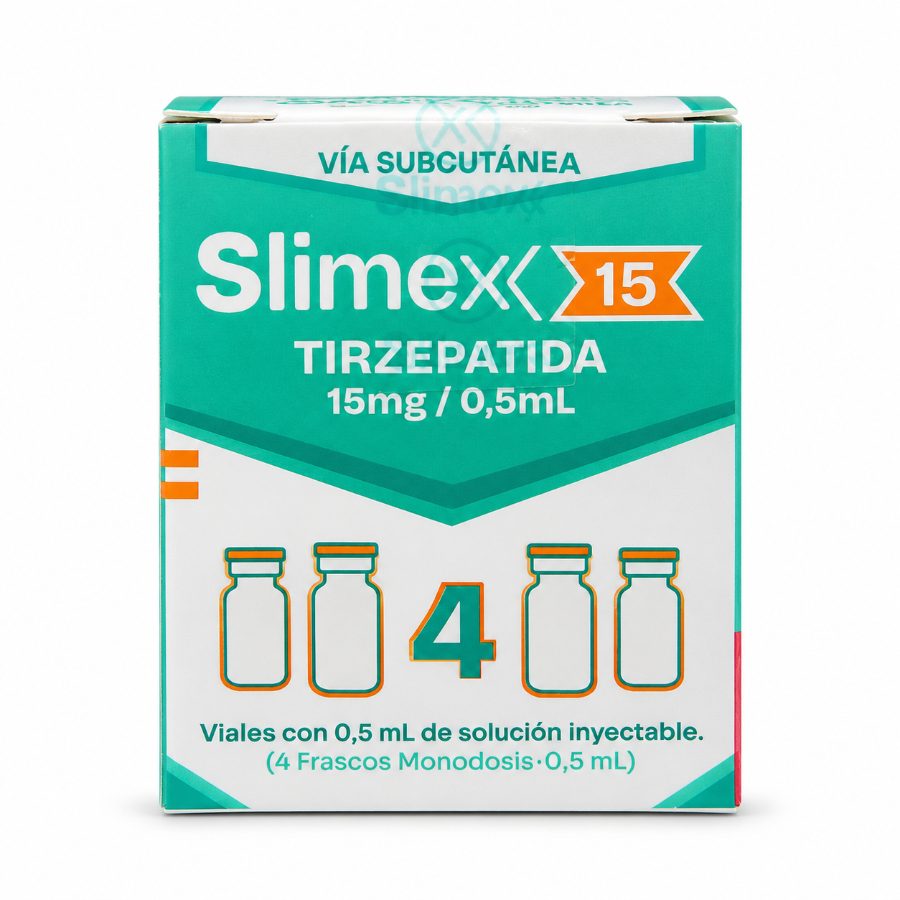 VÍA SUBCUTÁNEA
Slimex 15
TIRZEPATIDA
15mg / 0,5mL
4
Viales con 0,5 mL de solución inyectable.
(4 Frascos Monodosis·0,5 mL)